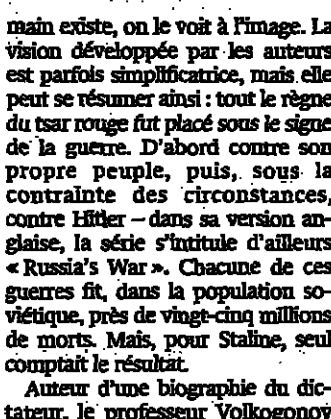 main existe, on le voit à l'image. La
vision développée par les auteurs
est parfois simplificatrice, mais elle
peut se résumer ainsi : tout le règne
du tsar rouge fut placé sous le signe
de la guerre. D'abord contre son
propre peuple, puis, sous la
contrainte des circonstances,
contre Hitler – dans sa version an-
glaise, la série s'intitule d'ailleurs
« Russia's War ». Chacune de ces
guerres fit, dans la population so-
viétique, près de vingt-cinq millions
de morts. Mais, pour Staline, seul
comptait le résultat.
Auteur d'une biographie du dic-
tateur, le professeur Volkogonov